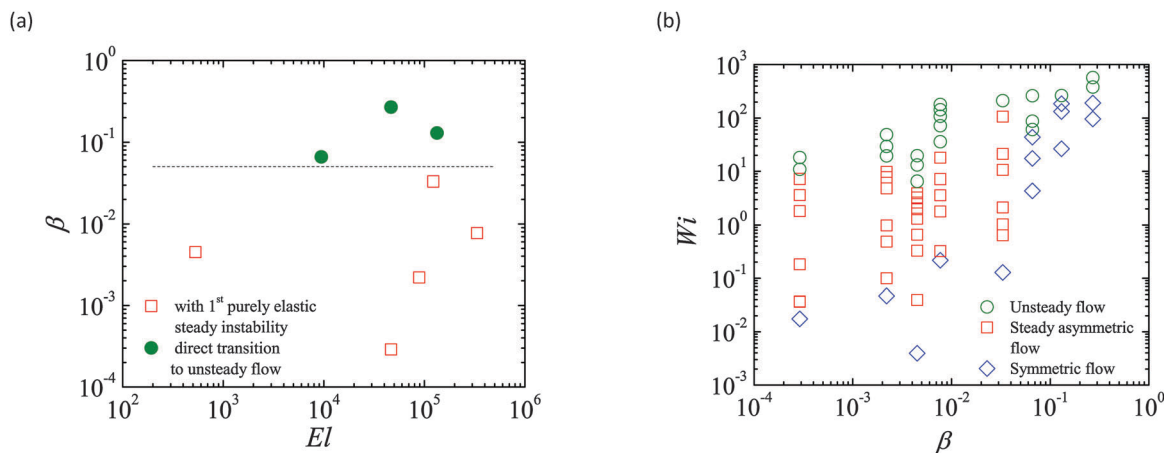 (a)
(b)
10^0
10^-1
10^-2
10^-3
10^-4
β
with 1^st purely elastic
steady instability
direct transition
to unsteady flow
10^2
10^3
10^4
10^5
10^6
El
10^3
10^2
10^1
10^0
10^-1
10^-2
10^-3
Wi
Unsteady flow
Steady asymmetric
flow
Symmetric flow
10^-4
10^-3
10^-2
10^-1
10^0
β